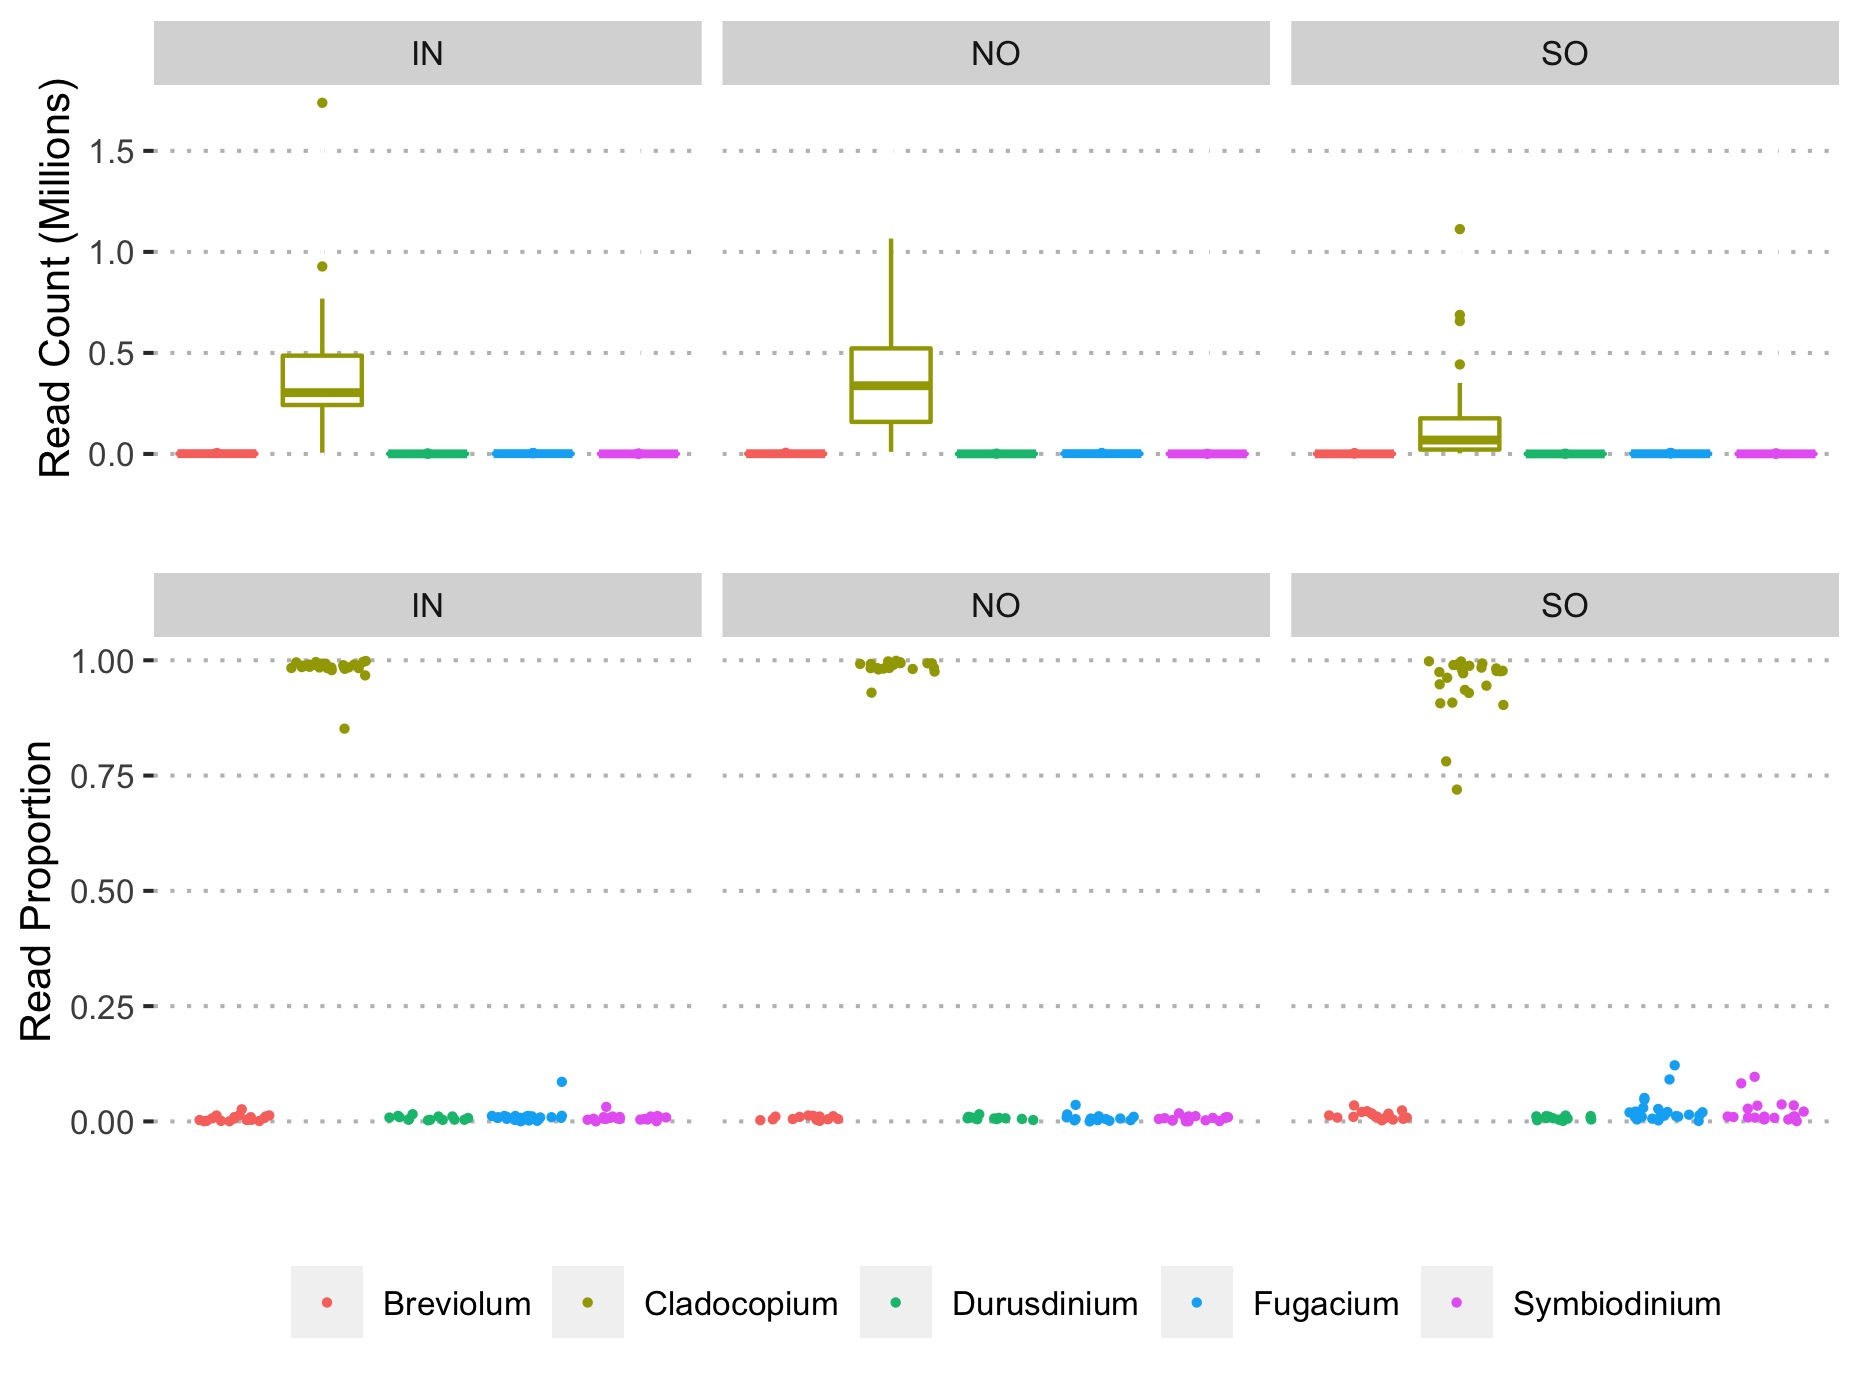 IN NO SO
Read Count (Millions)
1.5
1.0
0.5
0.0
IN NO SO
Read Proportion
1.00
0.75
0.50
0.25
0.00
Breviolum Cladocopium Durusdinium Fugacium Symbiodinium